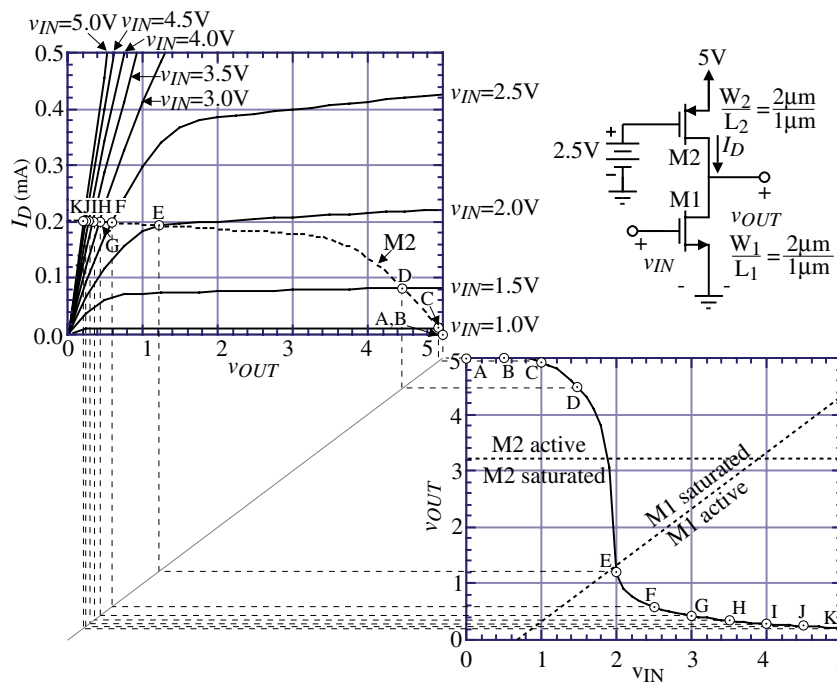 vIN=5.0V
vIN=4.5V
vIN=4.0V
vIN=3.5V
vIN=3.0V
vIN=2.5V
vIN=2.0V
vIN=1.5V
vIN=1.0V
0.5
0.4
0.3
0.2
0.1
0.0
ID (mA)
K J I H F
G
E
M2
D
C
A,B
0 1 2 3 4 5
vOUT
5V
W2/L2 = 2μm/1μm
2.5V
M2
ID
M1
vOUT
vIN
W1/L1 = 2μm/1μm
+
-
+
+
-
-
5
4
3
2
1
0
vOUT
A B C
D
M2 active
M2 saturated
M1 saturated
M1 active
E
F
G
H
I
J
K
0 1 2 3 4
vIN